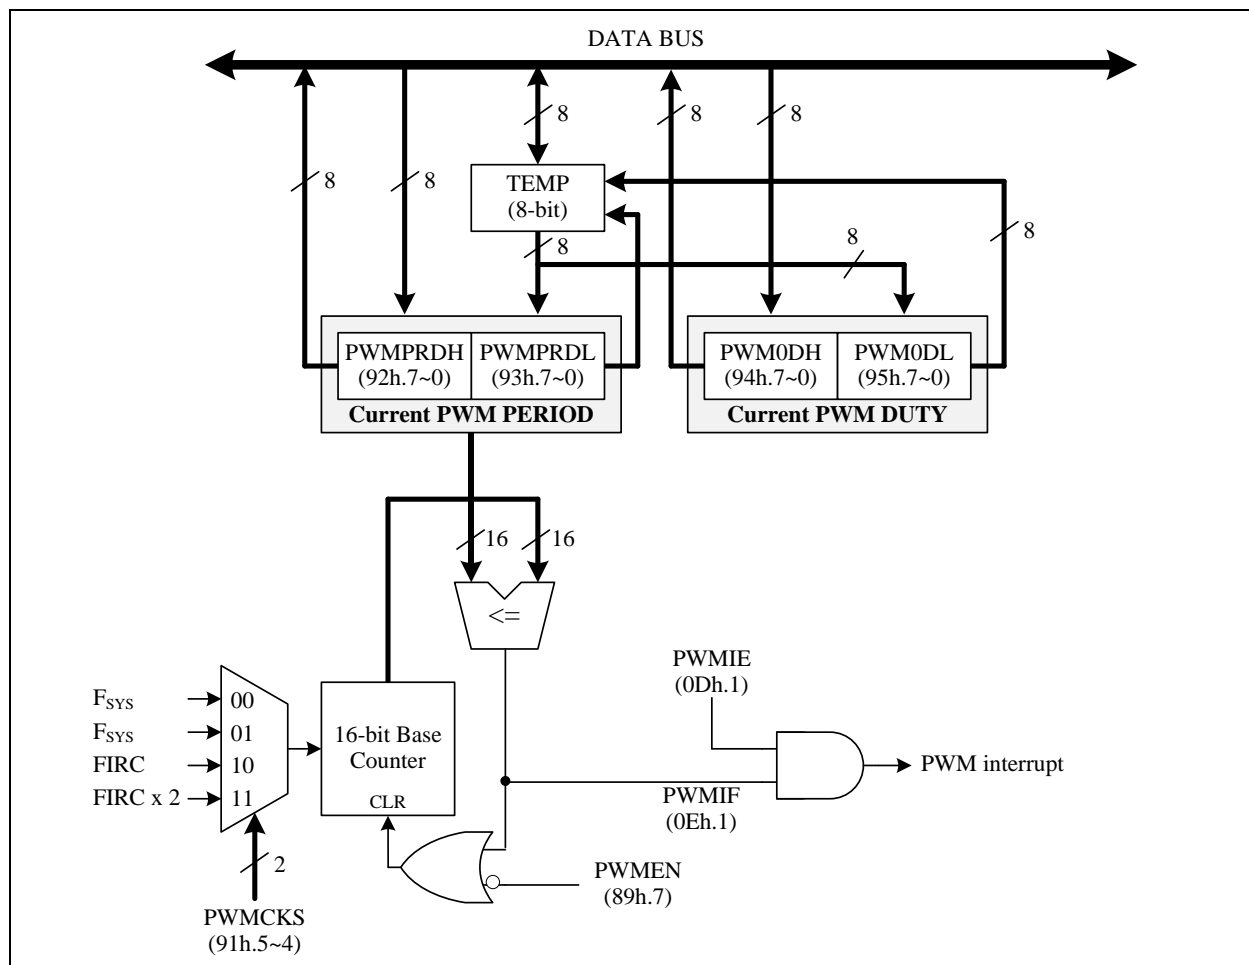 DATA BUS
8 8 8
8 8
TEMP
(8-bit)
8
8
8
PWMPRDH PWMPRDL
(92h.7~0) (93h.7~0)
Current PWM PERIOD
PWM0DH PWM0DL
(94h.7~0) (95h.7~0)
Current PWM DUTY
16 16
<=
PWMIE
(0Dh.1)
FSYS 00
FSYS 01
FIRC 10
FIRC x 2 11
16-bit Base
Counter
CLR
PWM interrupt
PWMIF
(0Eh.1)
2
PWMEN
(89h.7)
PWMCKS
(91h.5~4)